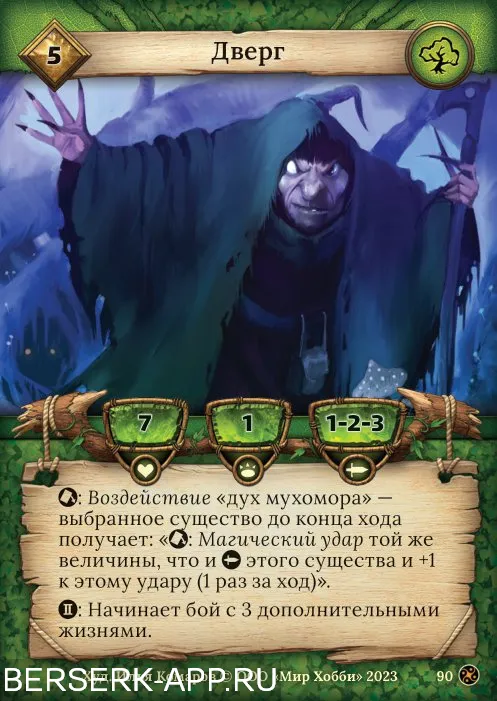 5
Дверг
7
1
1-2-3
: Воздействие «дух мухомора» —
выбранное существо до конца хода
получает: «: Магический удар той же
величины, что и этого существа и +1
к этому удару (1 раз за ход)».
II: Начинает бой с 3 дополнительными
жизнями.
«Мир Хобби» 2023
90
BERSERK-APP.RU